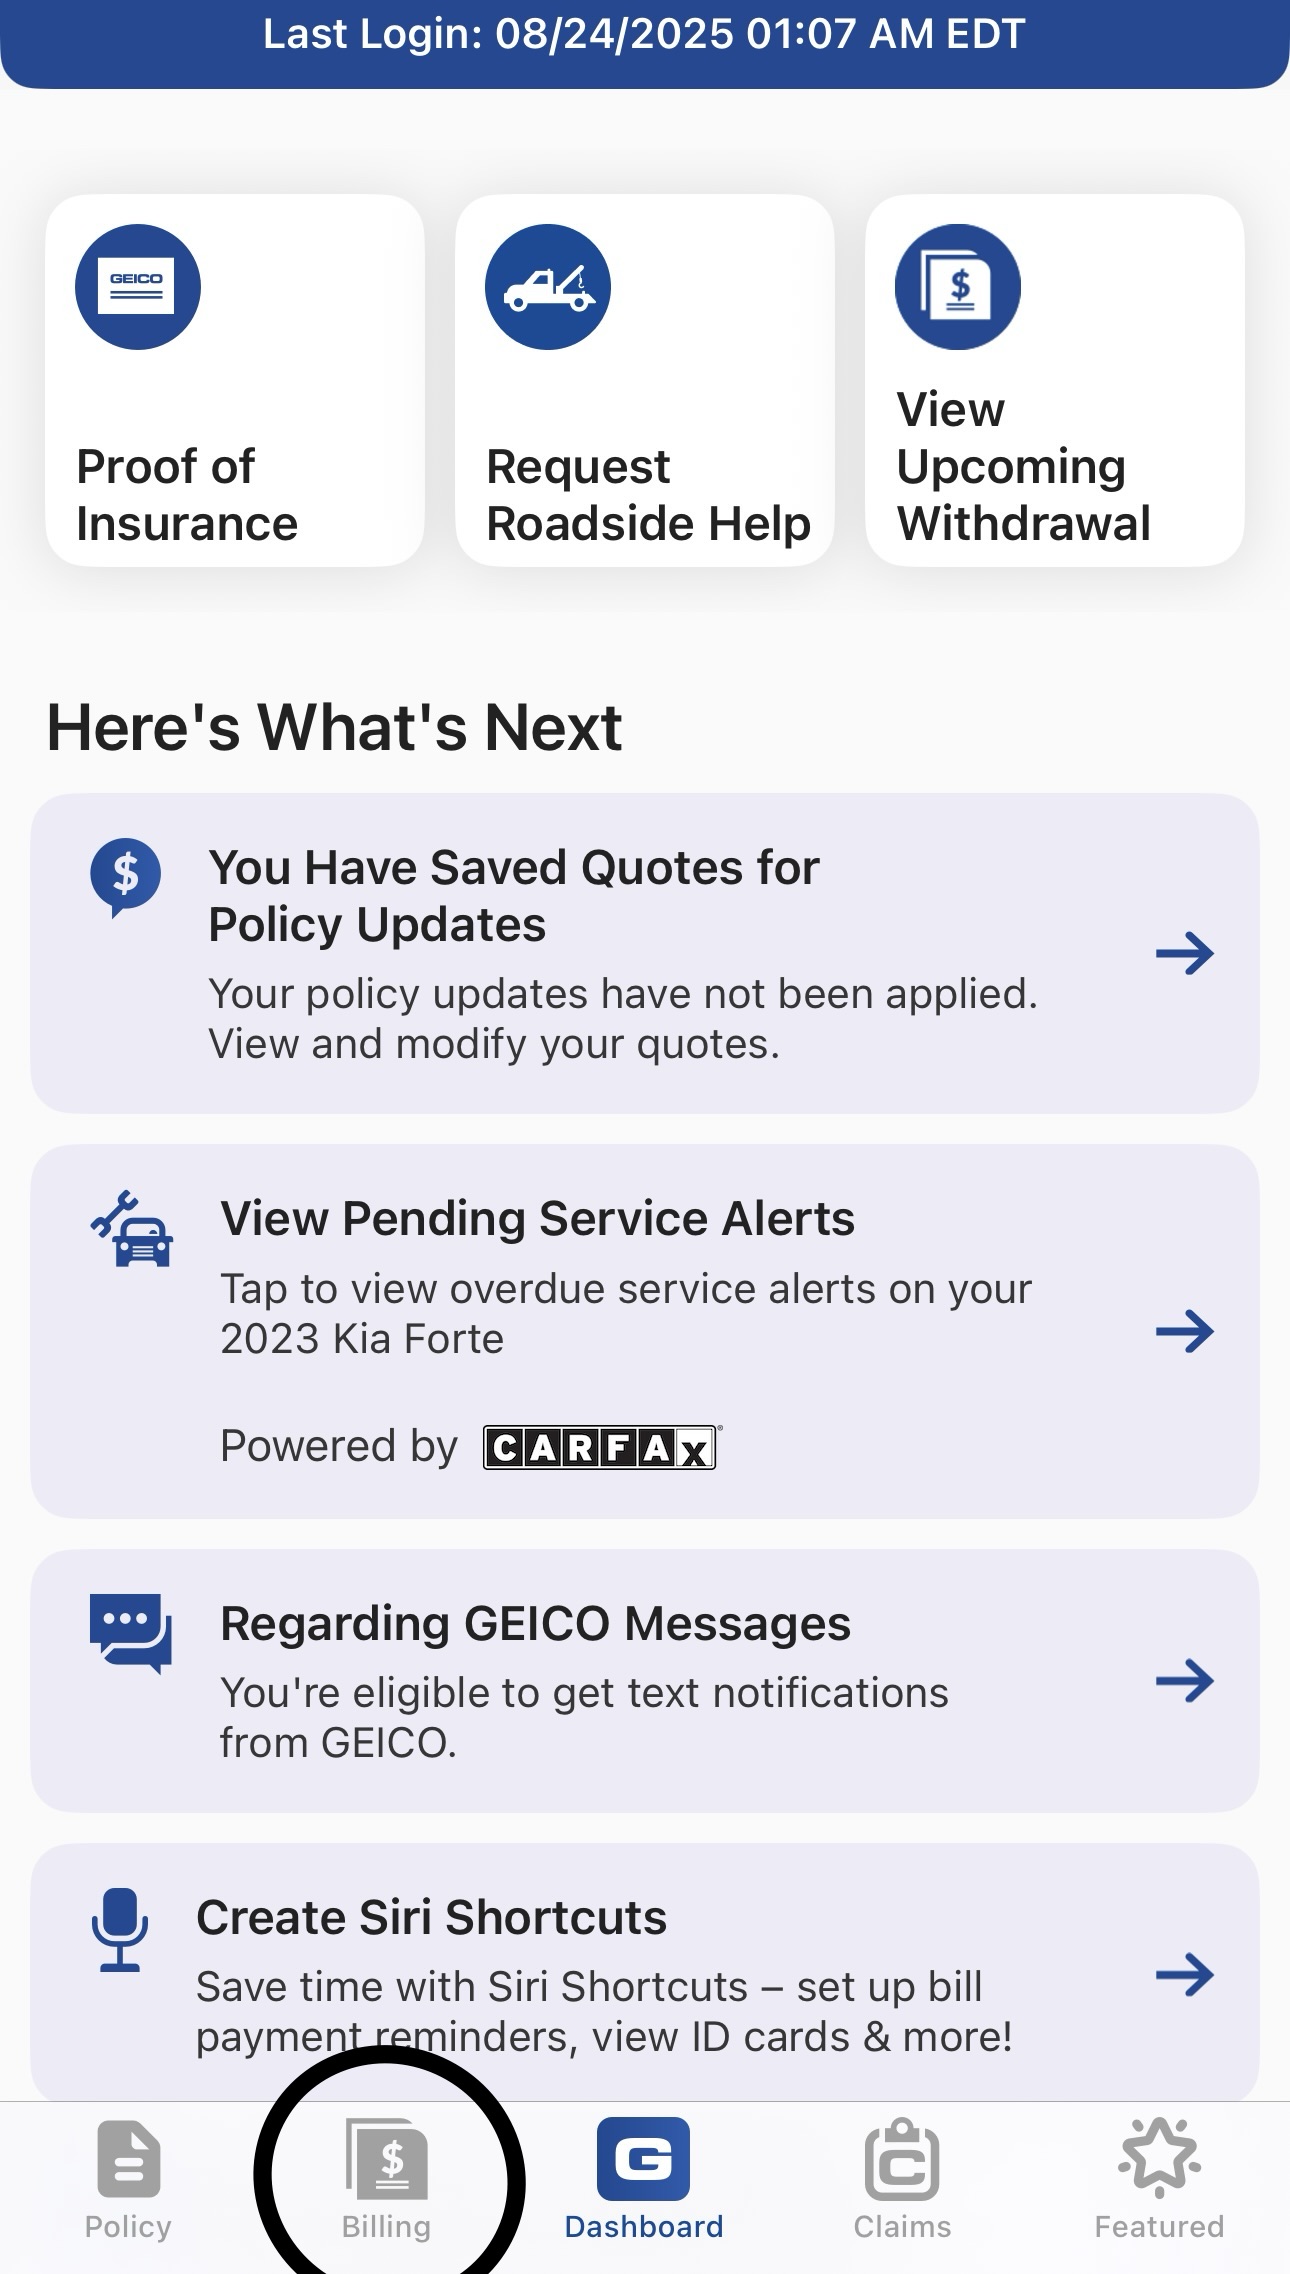 Last Login: 08/24/2025 01:07 AM EDT
GEICO
Proof of
Insurance
Request
Roadside Help
$
View
Upcoming
Withdrawal
Here's What's Next
$
You Have Saved Quotes for
Policy Updates
Your policy updates have not been applied.
View and modify your quotes.
View Pending Service Alerts
Tap to view overdue service alerts on your
2023 Kia Forte
Powered by CARFAX®
Regarding GEICO Messages
You're eligible to get text notifications
from GEICO.
Create Siri Shortcuts
Save time with Siri Shortcuts – set up bill
payment reminders, view ID cards & more!
Policy
$
Billing
G
Dashboard
C
Claims
Featured